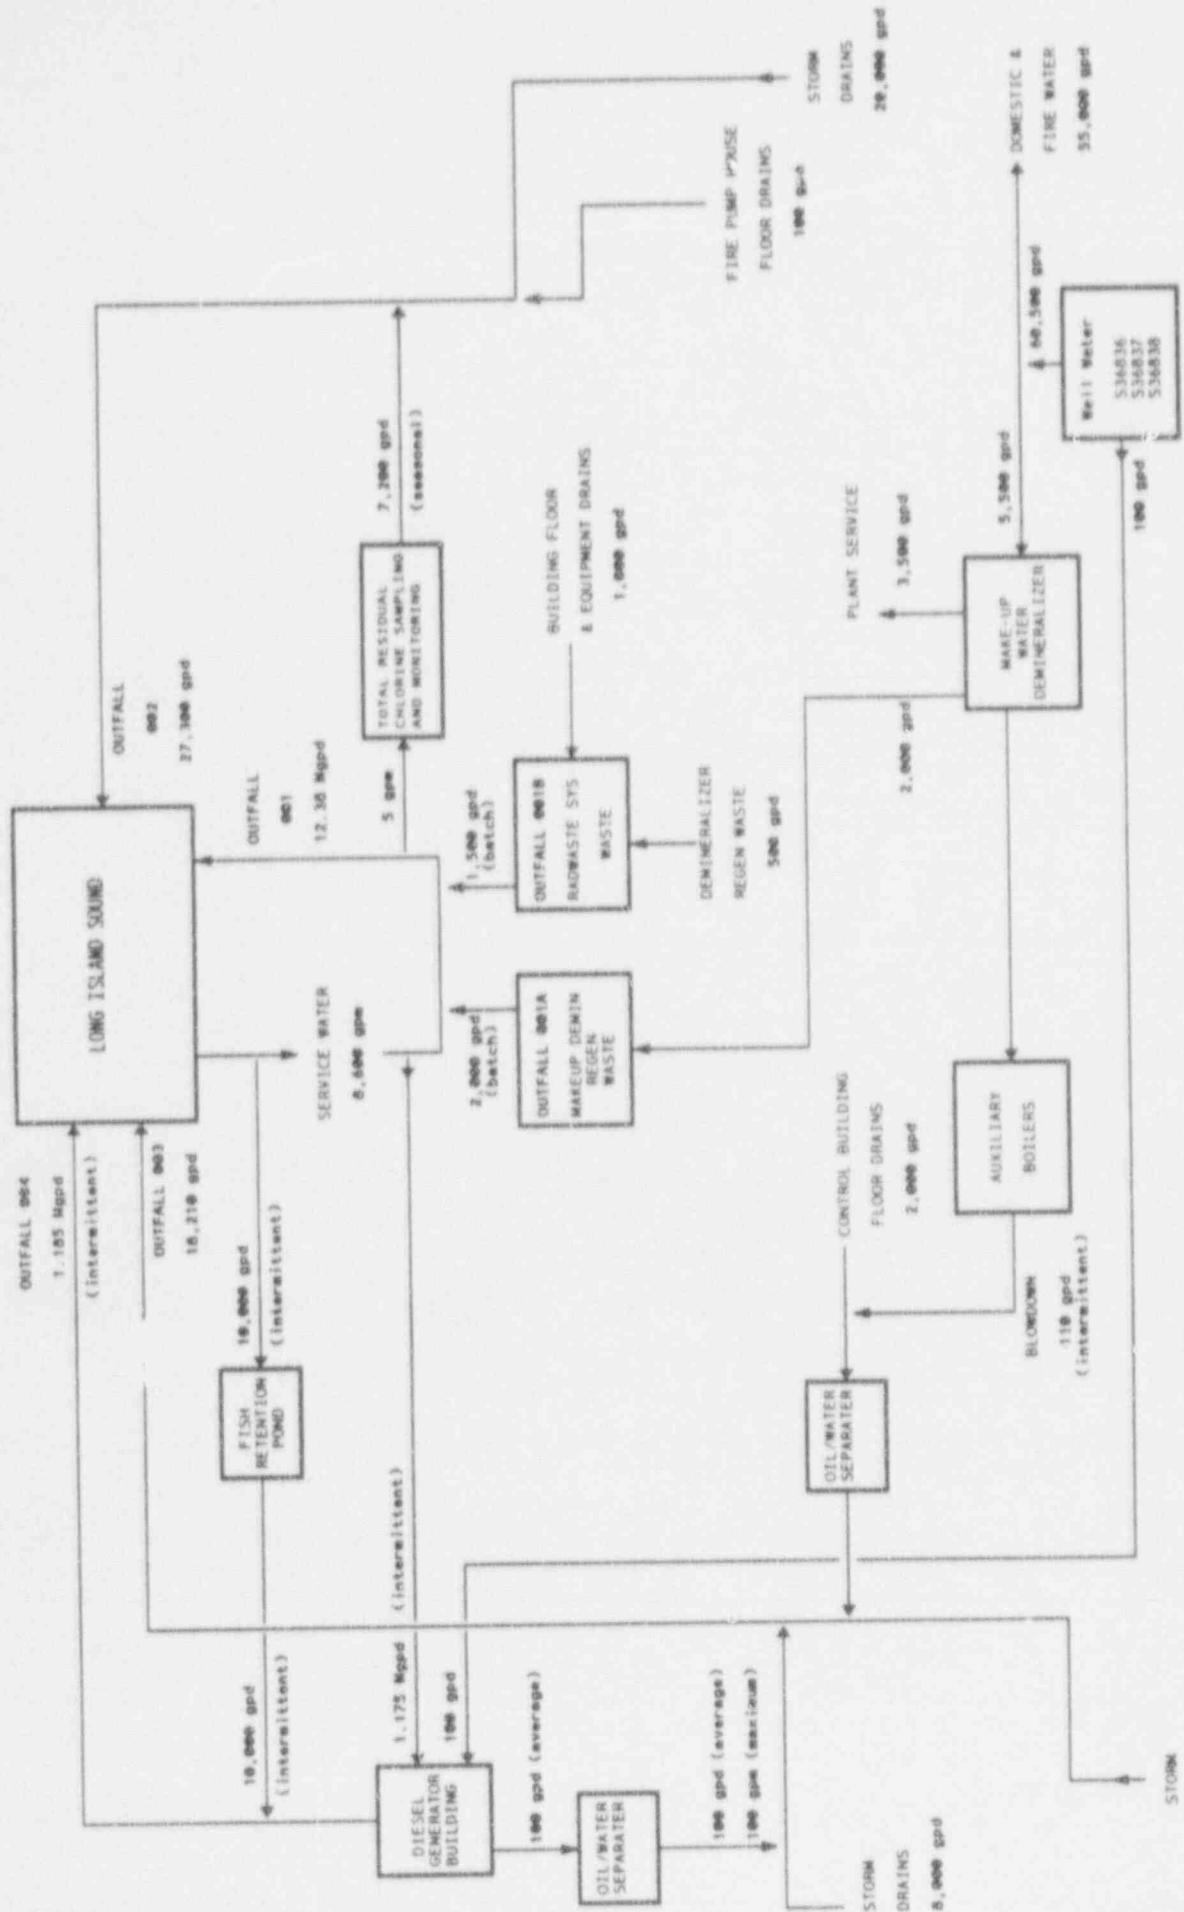 OUTFALL 004
1.185 Mgpd
(intermittent)
OUTFALL 003
18,210 gpd
LONG ISLAND SOUND
OUTFALL
002
27,300 gpd
OUTFALL
001
12.38 Mgpd
10,000 gpd
(intermittent)
FISH
RETENTION
POND
10,000 gpd
(intermittent)
SERVICE WATER
8,600 gpm
5 gpm
TOTAL RESIDUAL
CHLORINE SAMPLING
AND MONITORING
7,200 gpd
(seasonal)
1.175 Mgpd (intermittent)
100 gpd
DIESEL
GENERATOR
BUILDING
100 gpd (average)
OIL/WATER
SEPARATER
100 gpd (average)
100 gpm (maximum)
2,000 gpd
(batch)
OUTFALL 001A
MAKEUP DEMIN
REGEN
WASTE
1,500 gpd
(batch)
OUTFALL 001B
RADWASTE SYS
WASTE
BUILDING FLOOR
& EQUIPMENT DRAINS
1,000 gpd
DEMINERALIZER
REGEN WASTE
500 gpd
FIRE PUMP HOUSE
FLOOR DRAINS
100 gpd
STORM
DRAINS
20,000 gpd
CONTROL BUILDING
FLOOR DRAINS
2,000 gpd
OIL/WATER
SEPARATER
2,000 gpd
PLANT SERVICE
3,500 gpd
MAKE-UP
WATER
DEMINERALIZER
5,500 gpd
60,500 gpd
DOMESTIC &
FIRE WATER
55,000 gpd
Well Water
S36836
S36837
S36838
100 gpd
AUXILIARY
BOILERS
BLOWDOWN
110 gpd
(intermittent)
STORM
DRAINS
8,000 gpd
STORM